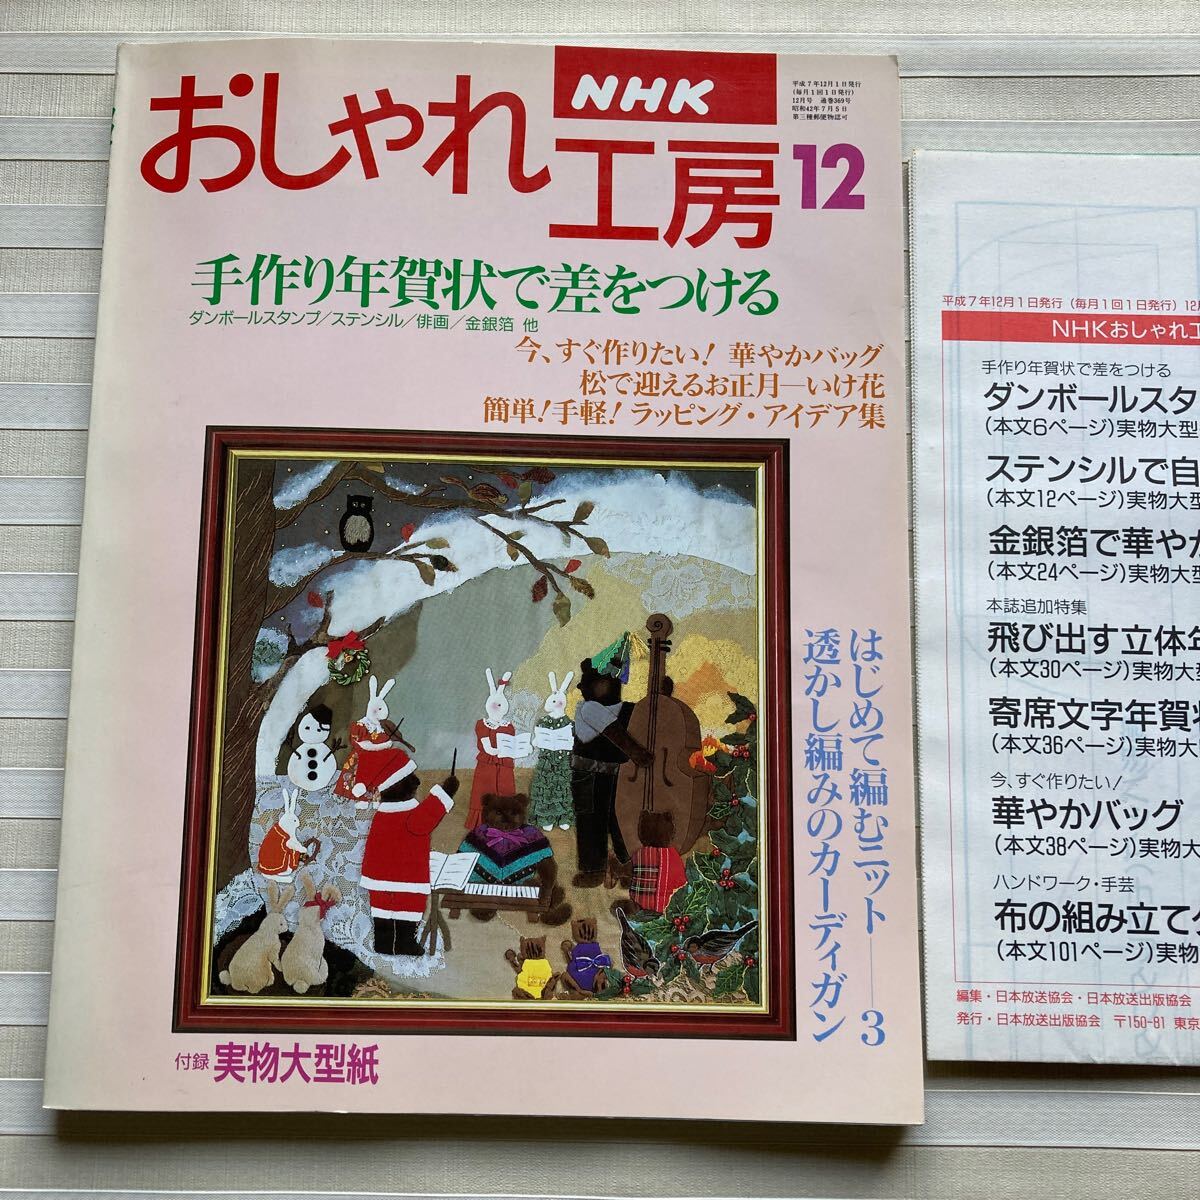 NHK
おしゃれ
工房
12
平成7年12月1日発行
(毎月1回1日発行)
12月号 通巻369号
昭和42年7月5日
第三種郵便物認可
手作り年賀状で差をつける
ダンボールスタンプ/ステンシル/俳画/金銀箔 他
今、すぐ作りたい! 華やかバッグ
松で迎えるお正月—いけ花
簡単!手軽! ラッピング・アイデア集
はじめて編むニット——3
透かし編みのカーディガン
付録 実物大型紙
平成7年12月1日発行(毎月1回1日発行)12
NHKおしゃれ工
手作り年賀状で差をつける
ダンボールスタ
(本文6ページ)実物大型
ステンシルで自
(本文12ページ)実物大型
金銀箔で華やか
(本文24ページ)実物大型
本誌追加特集
飛び出す立体年
(本文30ページ)実物大型
寄席文字年賀状
(本文36ページ)実物大
今、すぐ作りたい!
華やかバッグ
(本文38ページ)実物大
ハンドワーク・手芸
布の組み立て
(本文101ページ)実物
編集・日本放送協会・日本放送出版協会
発行・日本放送出版協会 〒150-81 東京